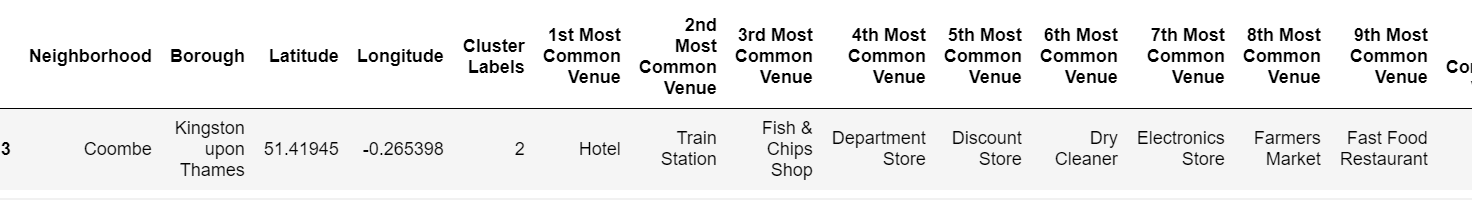 Neighborhood
Borough
Latitude
Longitude
Cluster
Labels
1st Most
Common
Venue
2nd
Most
Common
Venue
3rd Most
Common
Venue
4th Most
Common
Venue
5th Most
Common
Venue
6th Most
Common
Venue
7th Most
Common
Venue
8th Most
Common
Venue
9th Most
Common
Venue
3
Coombe
Kingston
upon
Thames
51.41945
-0.265398
2
Hotel
Train
Station
Fish &
Chips
Shop
Department
Store
Discount
Store
Dry
Cleaner
Electronics
Store
Farmers
Market
Fast Food
Restaurant